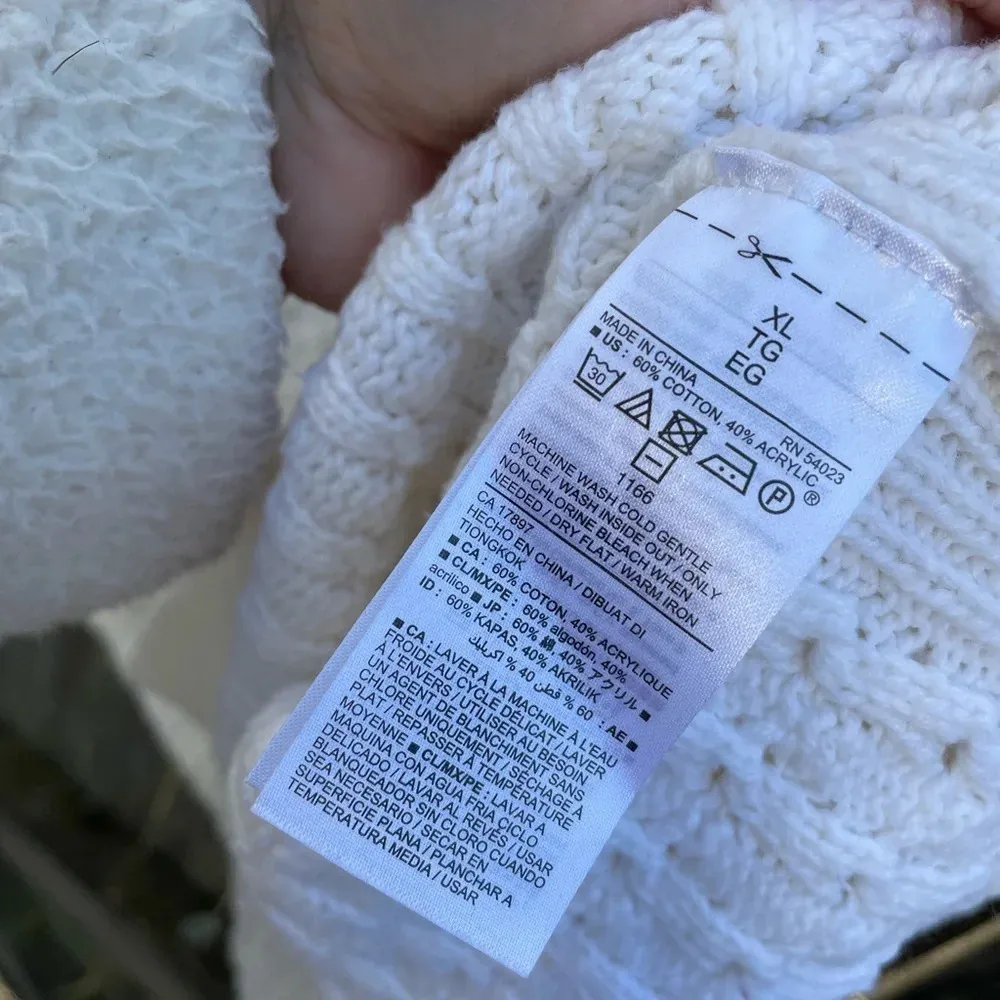 XL
TG
EG
MADE IN CHINA RN 54023
■ US : 60% COTTON, 40% ACRYLIC
30
P ®
1166
MACHINE WASH COLD GENTLE
CYCLE / WASH INSIDE OUT / ONLY
NON-CHLORINE BLEACH WHEN
NEEDED / DRY FLAT / WARM IRON
CA 17897
HECHO EN CHINA / DIBUAT DI
TIONGKOK
■ CA : 60% COTON, 40% ACRYLIQUE
■ CL/MX/PE : 60% algodón, 40%
acrílico ■ JP : 60% 綿, 40% アクリル ■
ID : 60% KAPAS, 40% AKRILIK
■ AE : 60 % قطن 40 % اكريليك
■ CA : LAVER À LA MACHINE À L'EAU
FROIDE AU CYCLE DÉLICAT / LAVER
À L'ENVERS / UTILISER AU BESOIN
UN AGENT DE BLANCHIMENT SANS
CHLORE UNIQUEMENT / SÉCHAGE À
PLAT / REPASSER À TEMPÉRATURE
MOYENNE ■ CL/MX/PE : LAVAR A
MAQUINA CON AGUA FRIA CICLO
DELICADO / LAVAR AL REVÉS / USAR
BLANQUEADOR SIN CLORO CUANDO
SEA NECESARIO / SECAR EN
SUPERFICIE PLANA / PLANCHAR A
TEMPERATURA MEDIA / USAR